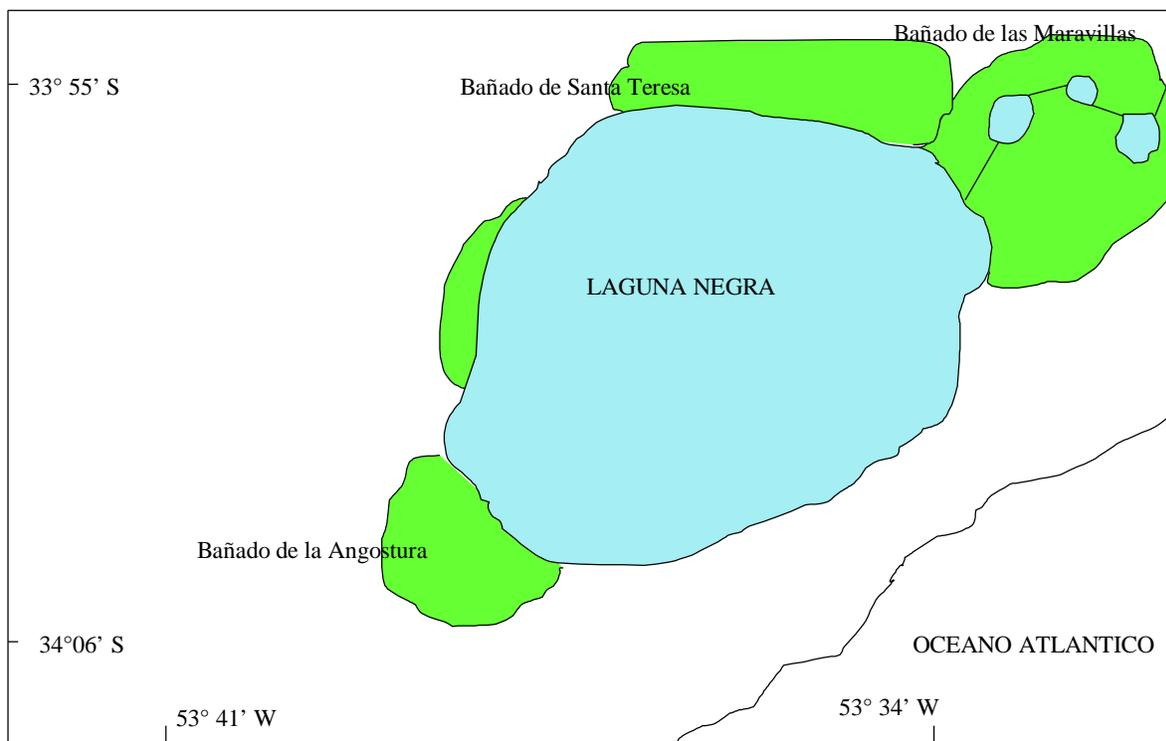 Bañado de las Maravillas
33° 55’ S
Bañado de Santa Teresa
LAGUNA NEGRA
Bañado de la Angostura
34°06’ S
OCEANO ATLANTICO
53° 41’ W
53° 34’ W